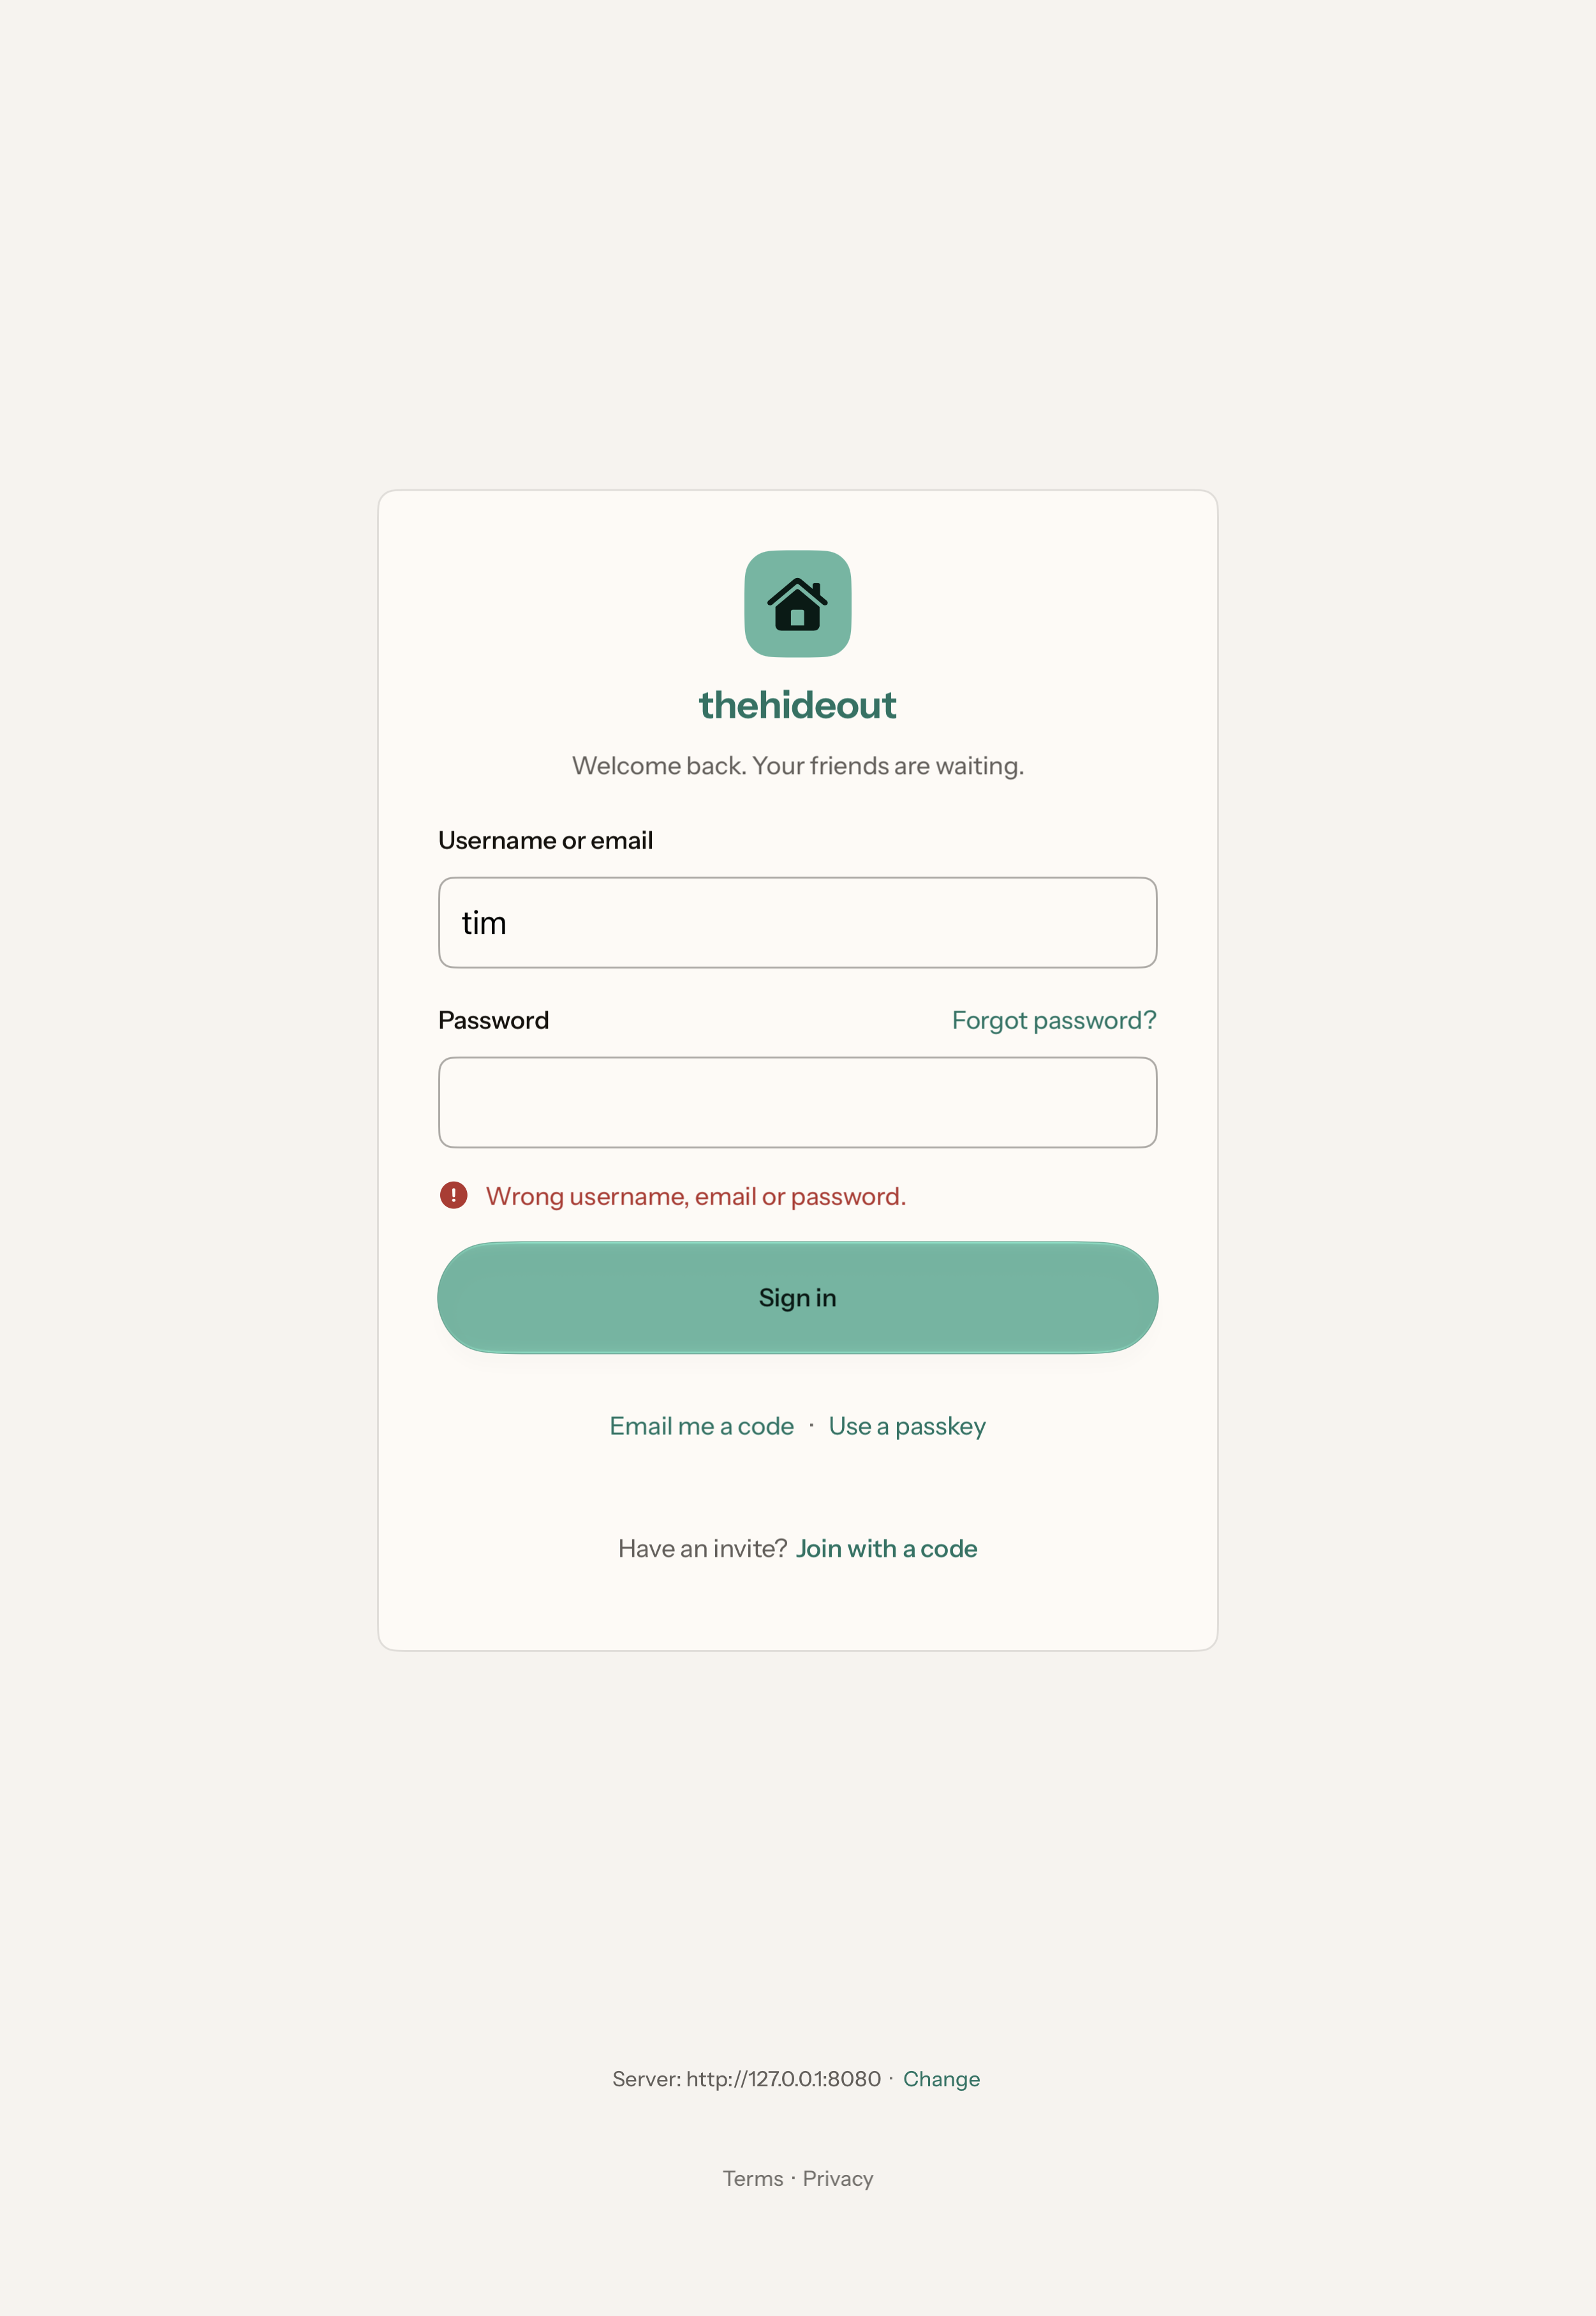 thehideout
Welcome back. Your friends are waiting.
Username or email
tim
Password Forgot password?
! Wrong username, email or password.
Sign in
Email me a code · Use a passkey
Have an invite? Join with a code
Server: http://127.0.0.1:8080 · Change
Terms · Privacy